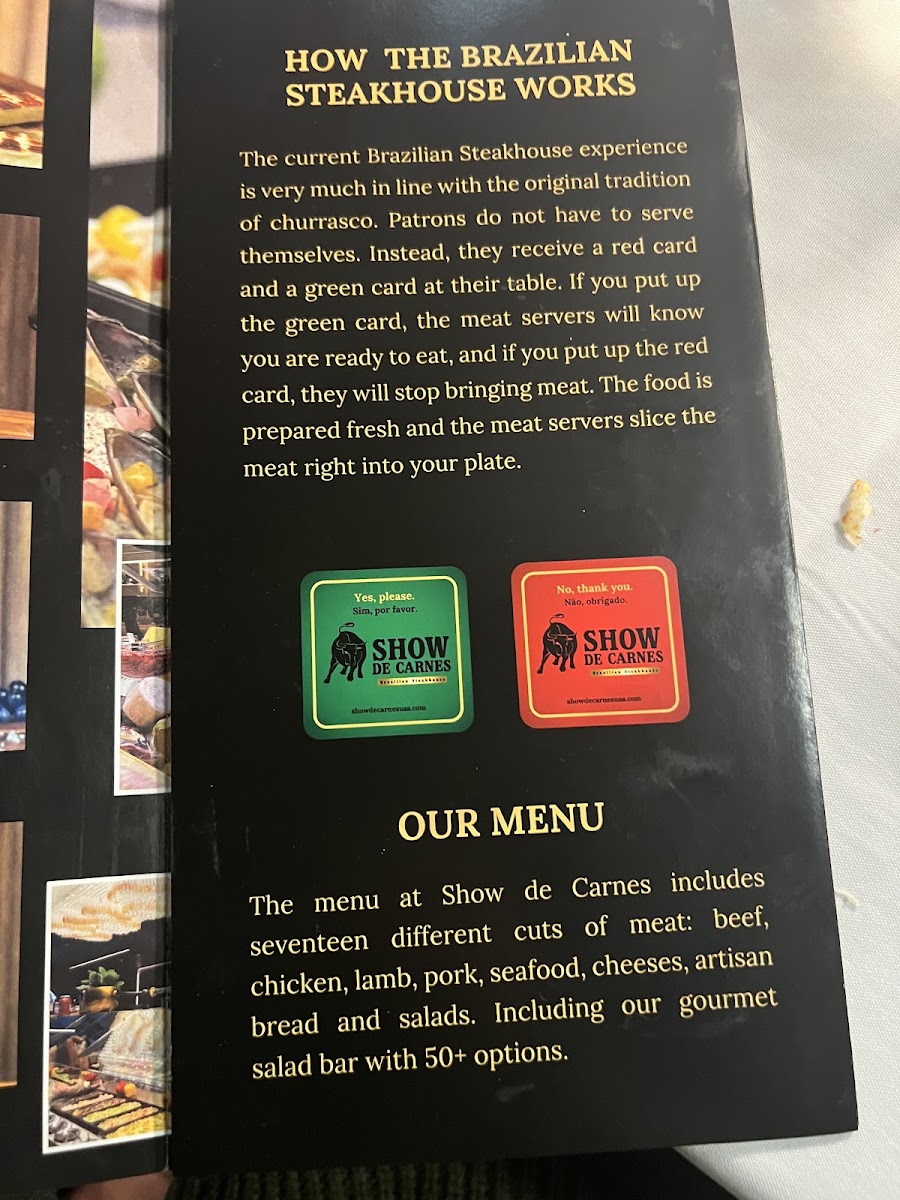 HOW THE BRAZILIAN
STEAKHOUSE WORKS
The current Brazilian Steakhouse experience
is very much in line with the original tradition
of churrasco. Patrons do not have to serve
themselves. Instead, they receive a red card
and a green card at their table. If you put up
the green card, the meat servers will know
you are ready to eat, and if you put up the red
card, they will stop bringing meat. The food is
prepared fresh and the meat servers slice the
meat right into your plate.
Yes, please.
Sim, por favor.
SHOW
DE CARNES
Brazilian Steakhouse
showdecarnesusa.com
No, thank you.
Não, obrigado.
SHOW
DE CARNES
Brazilian Steakhouse
showdecarnesusa.com
OUR MENU
The menu at Show de Carnes includes
seventeen different cuts of meat: beef,
chicken, lamb, pork, seafood, cheeses, artisan
bread and salads. Including our gourmet
salad bar with 50+ options.